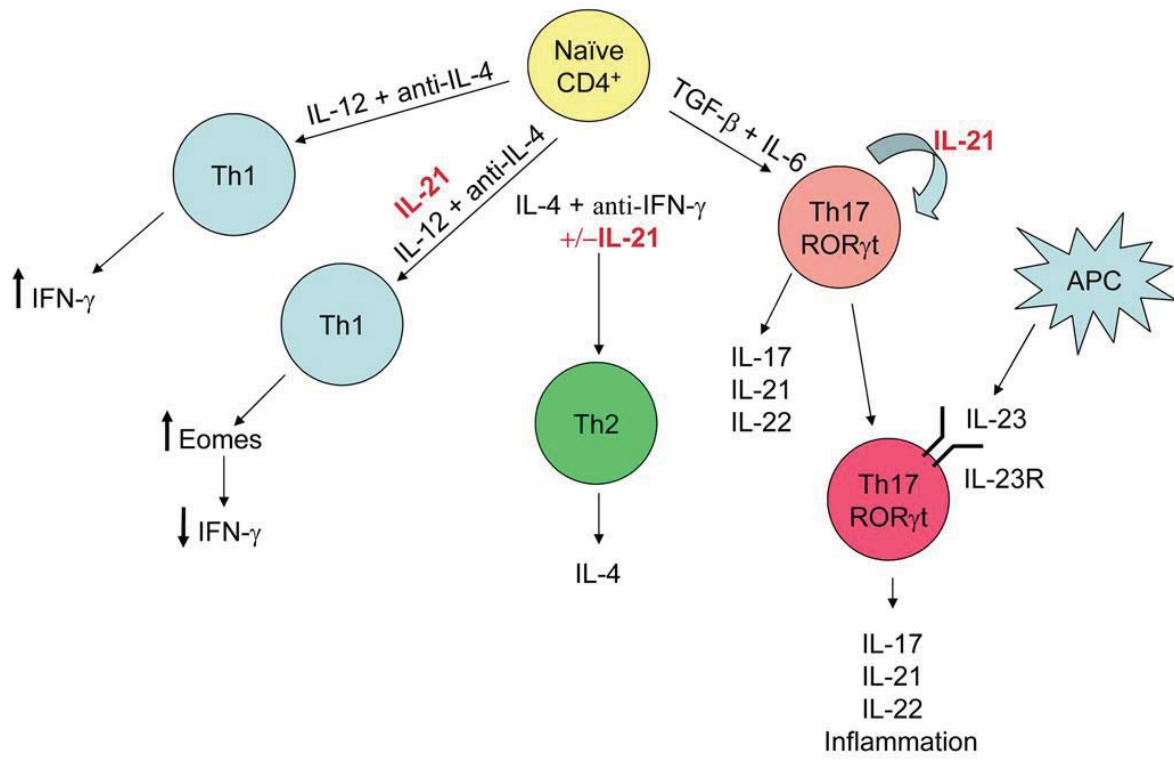 Naïve
CD4⁺
IL-12 + anti-IL-4
Th1
↑ IFN-γ
IL-21
IL-12 + anti-IL-4
Th1
↑ Eomes
↓ IFN-γ
IL-4 + anti-IFN-γ
+/–IL-21
Th2
IL-4
TGF-β + IL-6
IL-21
Th17
RORγt
IL-17
IL-21
IL-22
APC
IL-23
IL-23R
Th17
RORγt
IL-17
IL-21
IL-22
Inflammation